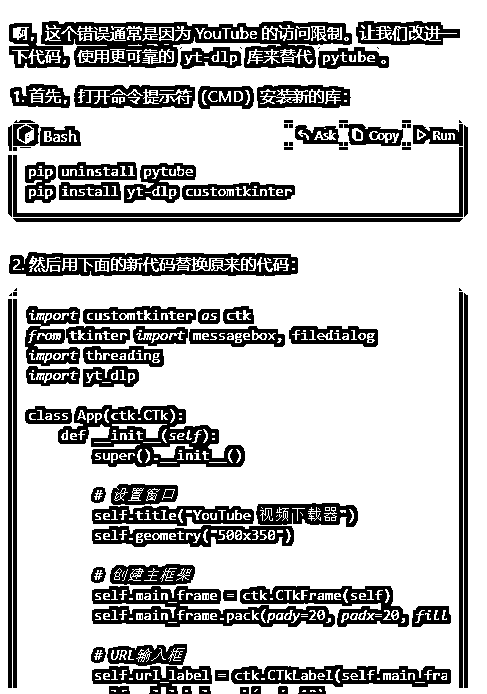 啊，这个错误通常是因为 YouTube 的访问限制。让我们改进一
下代码，使用更可靠的 yt-dlp 库来替代 pytube。
1. 首先，打开命令提示符（CMD）安装新的库：
Bash Ask Copy Run
pip uninstall pytube
pip install yt-dlp customtkinter
2. 然后用下面的新代码替换原来的代码：
import customtkinter as ctk
from tkinter import messagebox, filedialog
import threading
import yt_dlp
class App(ctk.CTk):
def __init__(self):
super().__init__()
# 设置窗口
self.title("YouTube 视频下载器")
self.geometry("500x350")
# 创建主框架
self.main_frame = ctk.CTkFrame(self)
self.main_frame.pack(pady=20, padx=20, fill
# URL输入框
self.url_label = ctk.CTkLabel(self.main_fra